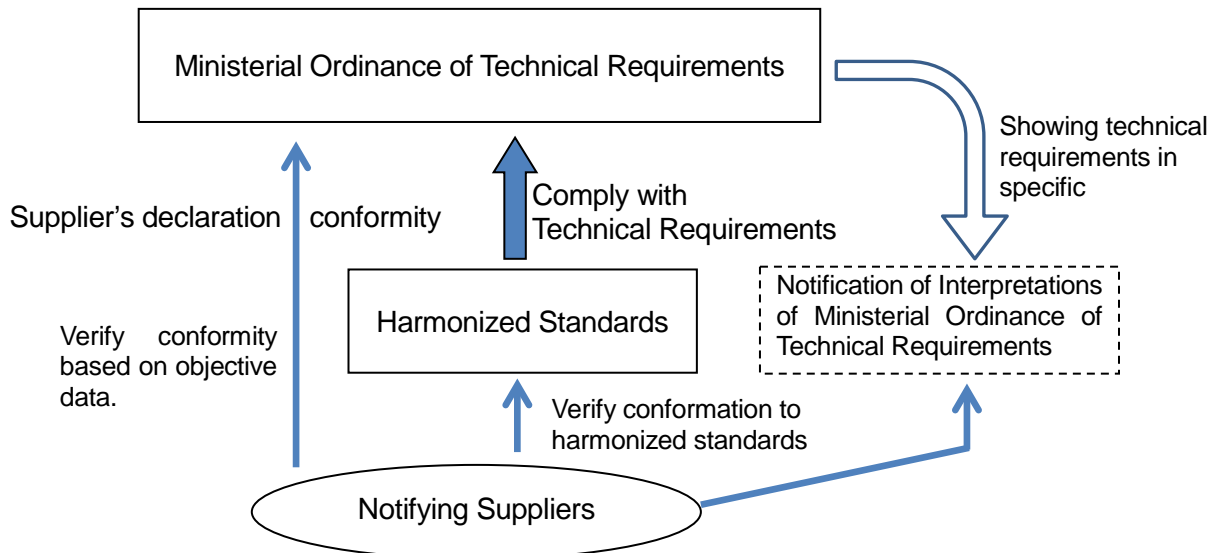 Ministerial Ordinance of Technical Requirements
Showing technical
requirements in
specific
Supplier’s declaration conformity
Comply with
Technical Requirements
Notification of Interpretations
of Ministerial Ordinance of
Technical Requirements
Harmonized Standards
Verify conformity
based on objective
data.
Verify conformation to
harmonized standards
Notifying Suppliers